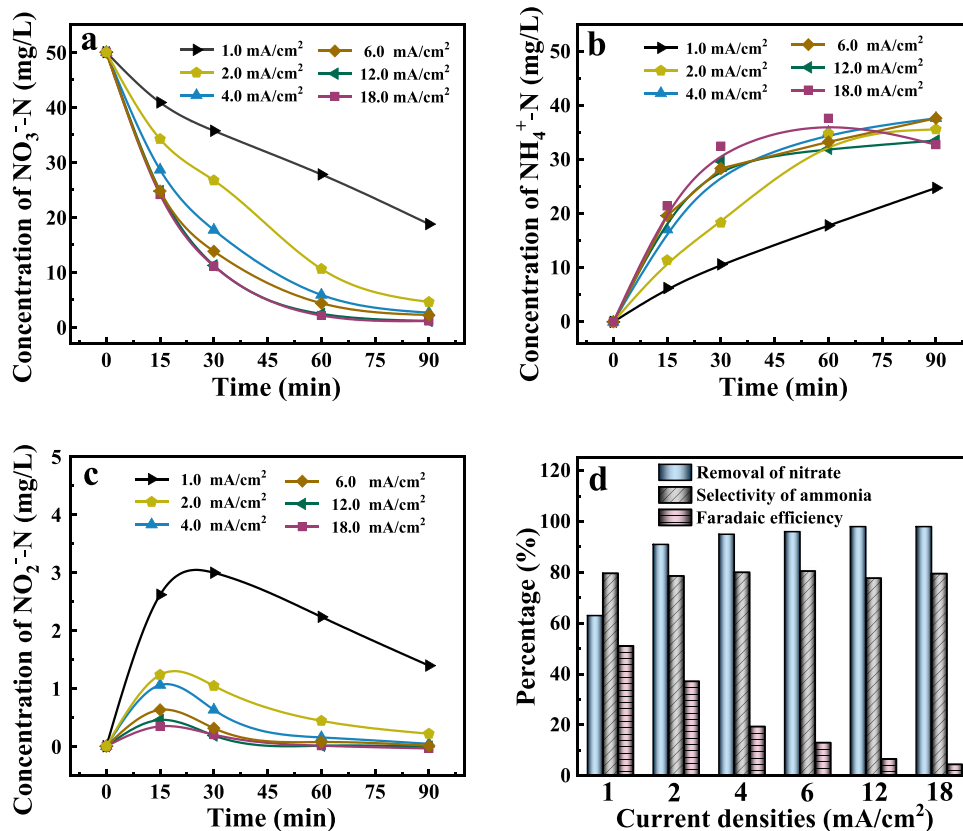 a
1.0 mA/cm²
2.0 mA/cm²
4.0 mA/cm²
6.0 mA/cm²
12.0 mA/cm²
18.0 mA/cm²
Concentration of NO₃⁻-N (mg/L)
60
50
40
30
20
10
0
0 15 30 45 60 75 90
Time (min)
b
1.0 mA/cm²
2.0 mA/cm²
4.0 mA/cm²
6.0 mA/cm²
12.0 mA/cm²
18.0 mA/cm²
Concentration of NH₄⁺-N (mg/L)
50
40
30
20
10
0
0 15 30 45 60 75 90
Time (min)
c
1.0 mA/cm²
2.0 mA/cm²
4.0 mA/cm²
6.0 mA/cm²
12.0 mA/cm²
18.0 mA/cm²
Concentration of NO₂⁻-N (mg/L)
5
4
3
2
1
0
0 15 30 45 60 75 90
Time (min)
d
Removal of nitrate
Selectivity of ammonia
Faradaic efficiency
Percentage (%)
120
100
80
60
40
20
0
1 2 4 6 12 18
Current densities (mA/cm²)